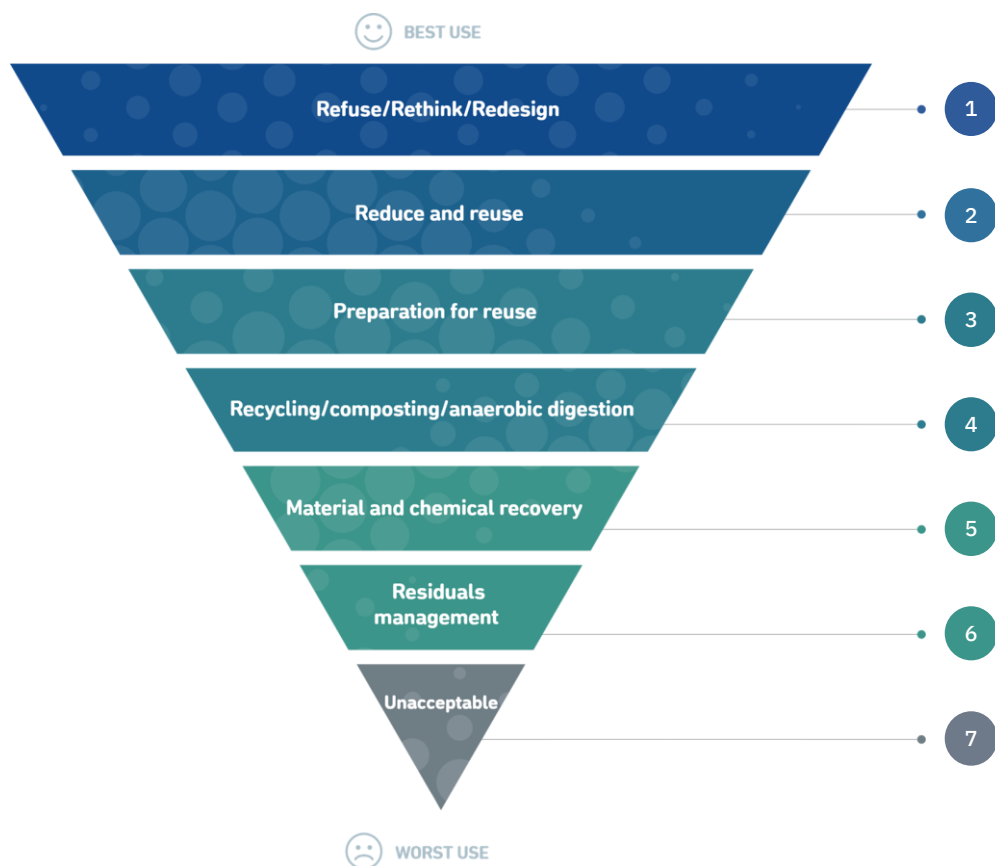 BEST USE
Refuse/Rethink/Redesign
1
Reduce and reuse
2
Preparation for reuse
3
Recycling/composting/anaerobic digestion
4
Material and chemical recovery
5
Residuals
management
6
Unacceptable
7
WORST USE